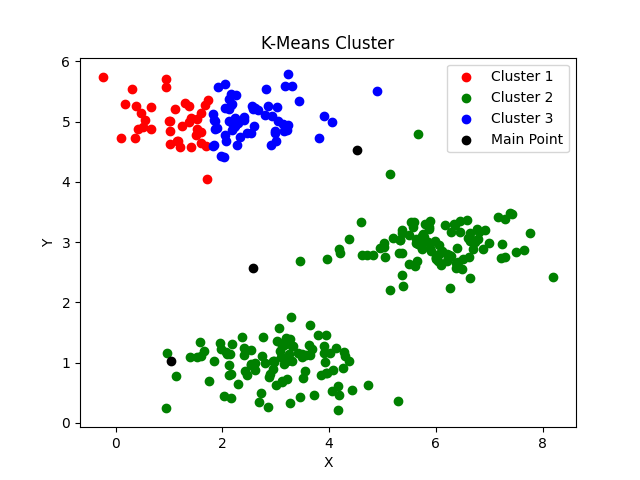 K-Means Cluster
Cluster 1
Cluster 2
Cluster 3
Main Point
6
5
4
3
2
1
0
Y
0 2 4 6 8
X